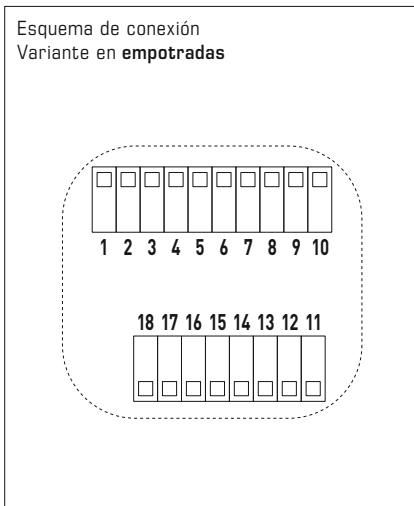 Esquema de conexión
Variante en empotradas
1 2 3 4 5 6 7 8 9 10
18 17 16 15 14 13 12 11